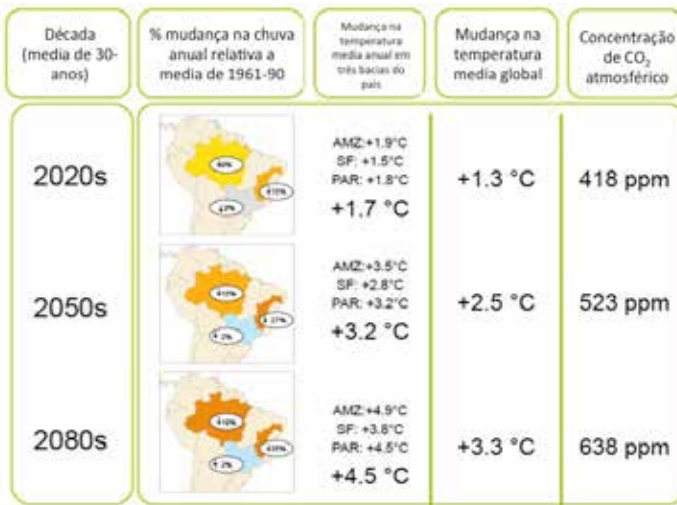 Década
(media de 30-
anos)
% mudança na chuva
anual relativa a
media de 1961-90
Mudança na
temperatura
media anual em
três bacias do
país
Mudança na
temperatura
media global
Concentração
de CO₂
atmosférico
2020s
AMZ:+1.9°C
SF: +1.5°C
PAR: +1.8°C
+1.7 °C
+1.3 °C
418 ppm
2050s
AMZ:+3.5°C
SF: +2.8°C
PAR: +3.2°C
+3.2 °C
+2.5 °C
523 ppm
2080s
AMZ:+4.9°C
SF: +3.8°C
PAR: +4.5°C
+4.5 °C
+3.3 °C
638 ppm